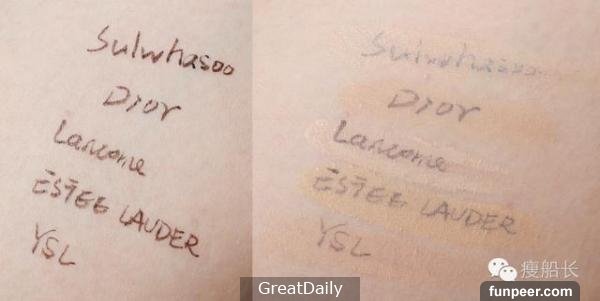 Sulwhasoo
Dior
Lancome
ESTEE LAUDER
YSL
Sulwhasoo
Dior
Lancome
ESTEE LAUDER
YSL
瘦船长
GreatDaily
funpeer.com